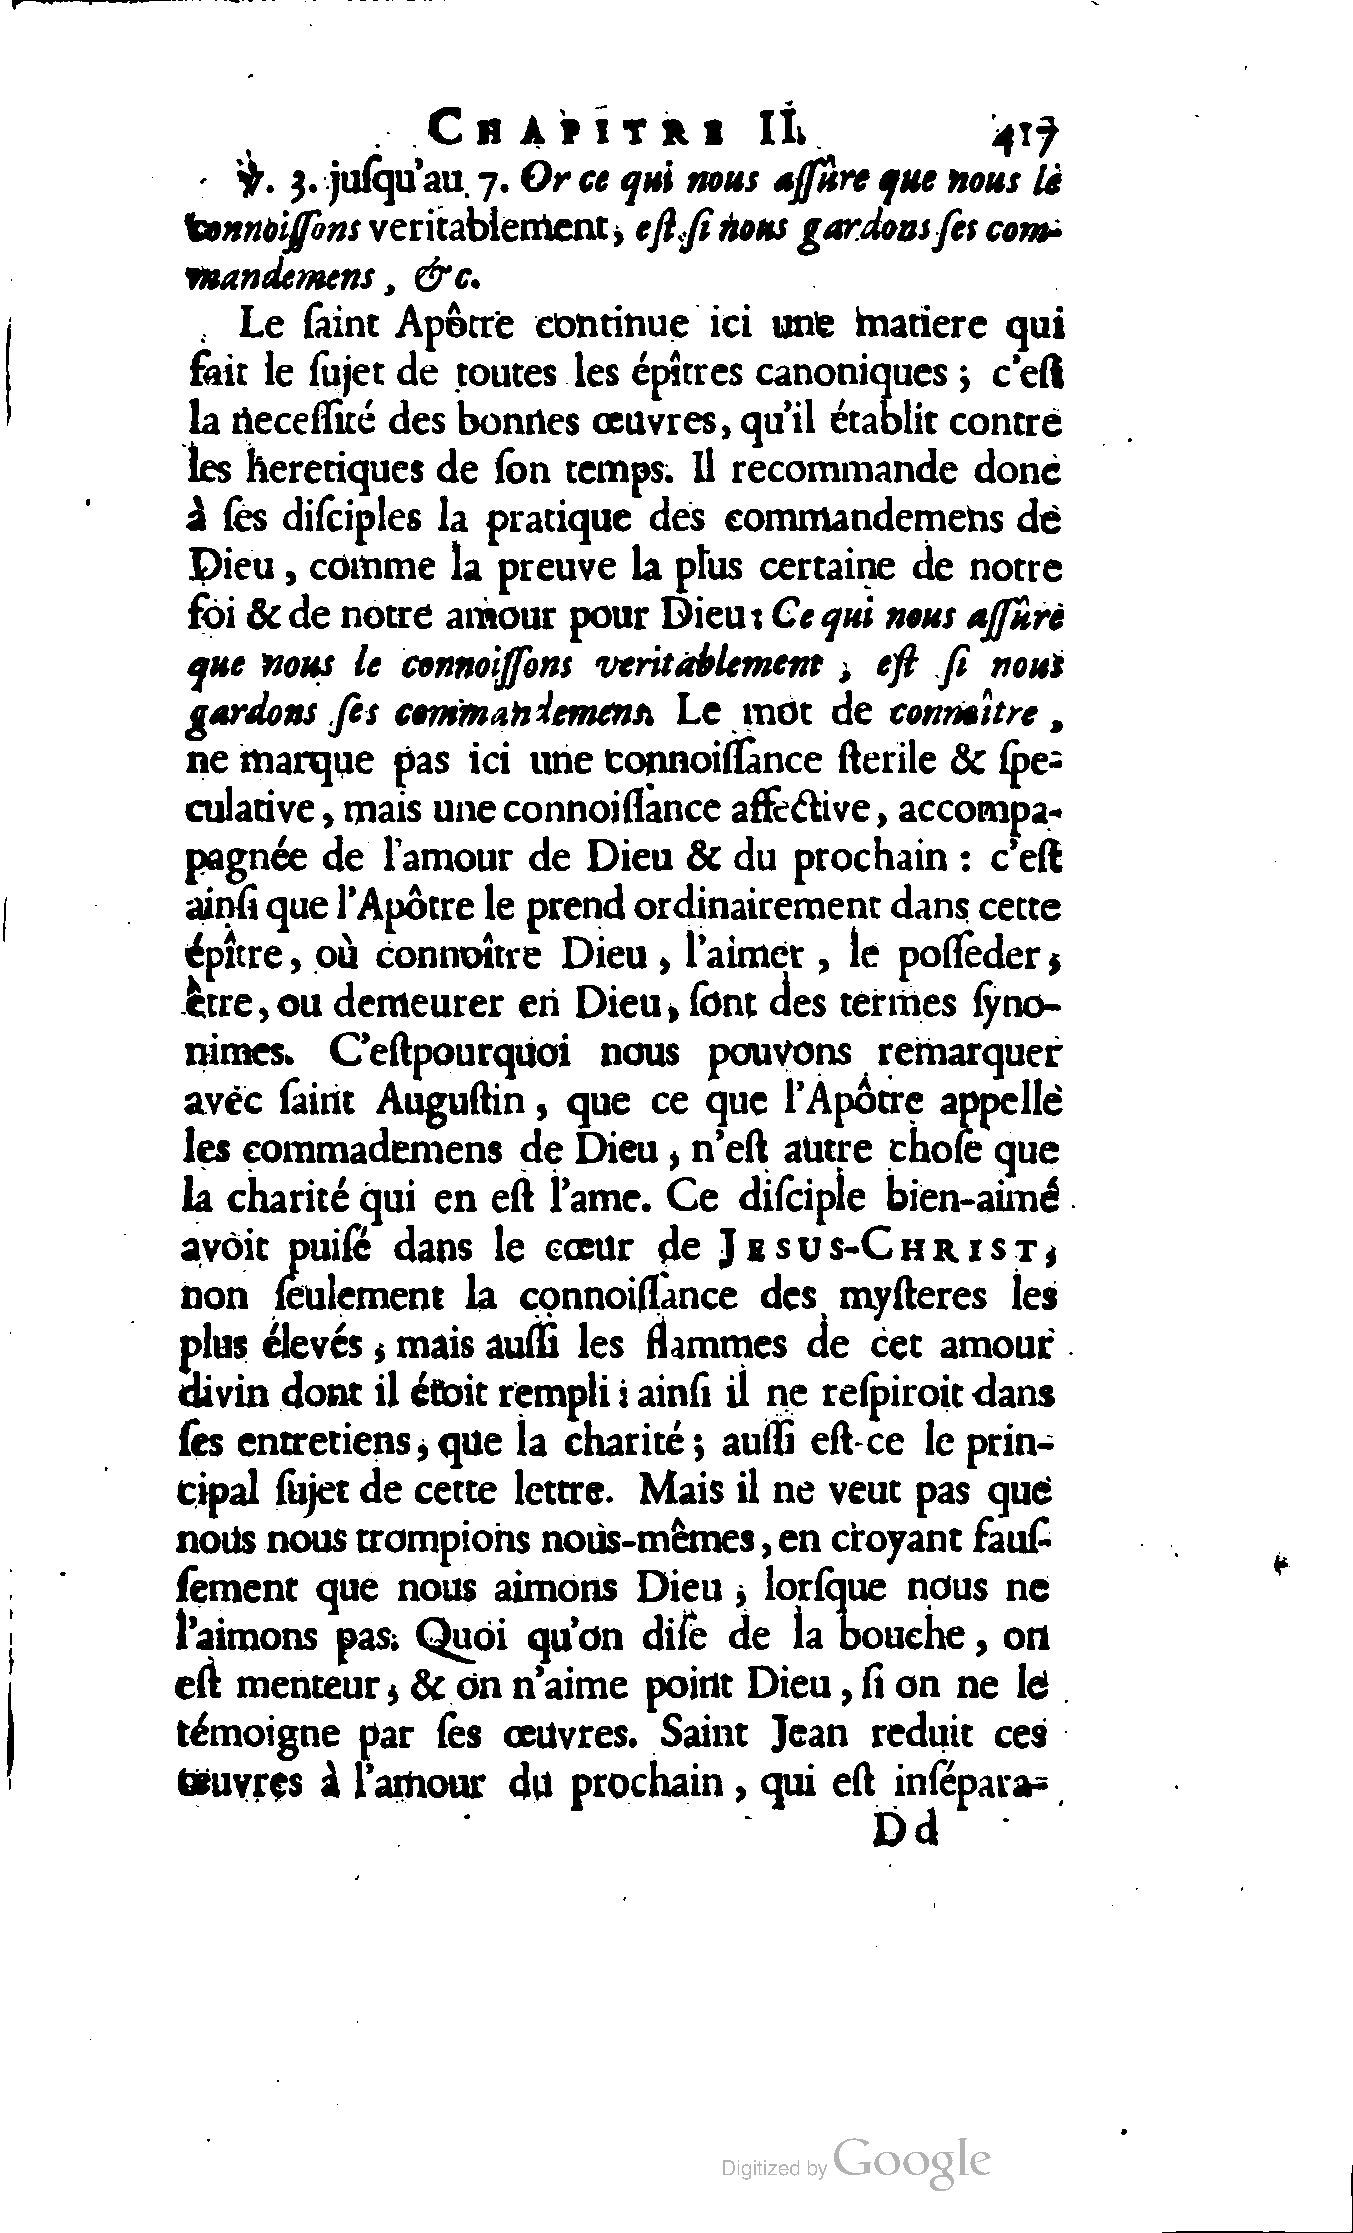 CHAPITRE II. 417
℣. 3. juſqu'au 7. Or ce qui nous aſſûre que nous le
connoiſſons veritablement, eſt ſi nous gardons ſes com-
mandemens, &c.
Le ſaint Apôtre continue ici une matiere qui
fait le ſujet de toutes les épîtres canoniques ; c'eſt
la neceſſité des bonnes œuvres, qu'il établit contre
les heretiques de ſon temps. Il recommande donc
à ſes diſciples la pratique des commandemens de
Dieu, comme la preuve la plus certaine de notre
foi & de notre amour pour Dieu : Ce qui nous aſſûre
que nous le connoiſſons veritablement, eſt ſi nous
gardons ſes commandemens. Le mot de connoître,
ne marque pas ici une connoiſſance ſterile & ſpe-
culative, mais une connoiſſance affective, accompa-
pagnée de l'amour de Dieu & du prochain : c'eſt
ainſi que l'Apôtre le prend ordinairement dans cette
épître, où connoître Dieu, l'aimer, le poſſeder,
être, ou demeurer en Dieu, ſont des termes ſyno-
nimes. C'eſtpourquoi nous pouvons remarquer
avec ſaint Auguſtin, que ce que l'Apôtre appelle
les commademens de Dieu, n'eſt autre choſe que
la charité qui en eſt l'ame. Ce diſciple bien-aimé
avoit puiſé dans le cœur de JESUS-CHRIST,
non ſeulement la connoiſſance des myſteres les
plus élevés, mais auſſi les flammes de cet amour
divin dont il étoit rempli ; ainſi il ne reſpiroit dans
ſes entretiens, que la charité ; auſſi eſt-ce le prin-
cipal ſujet de cette lettre. Mais il ne veut pas que
nous nous trompions nous-mêmes, en croyant fauſ-
ſement que nous aimons Dieu, lorſque nous ne
l'aimons pas. Quoi qu'on diſe de la bouche, on
eſt menteur, & on n'aime point Dieu, ſi on ne le
témoigne par ſes œuvres. Saint Jean reduit ces
œuvres à l'amour du prochain, qui eſt inſépara-
Dd
Digitized by Google